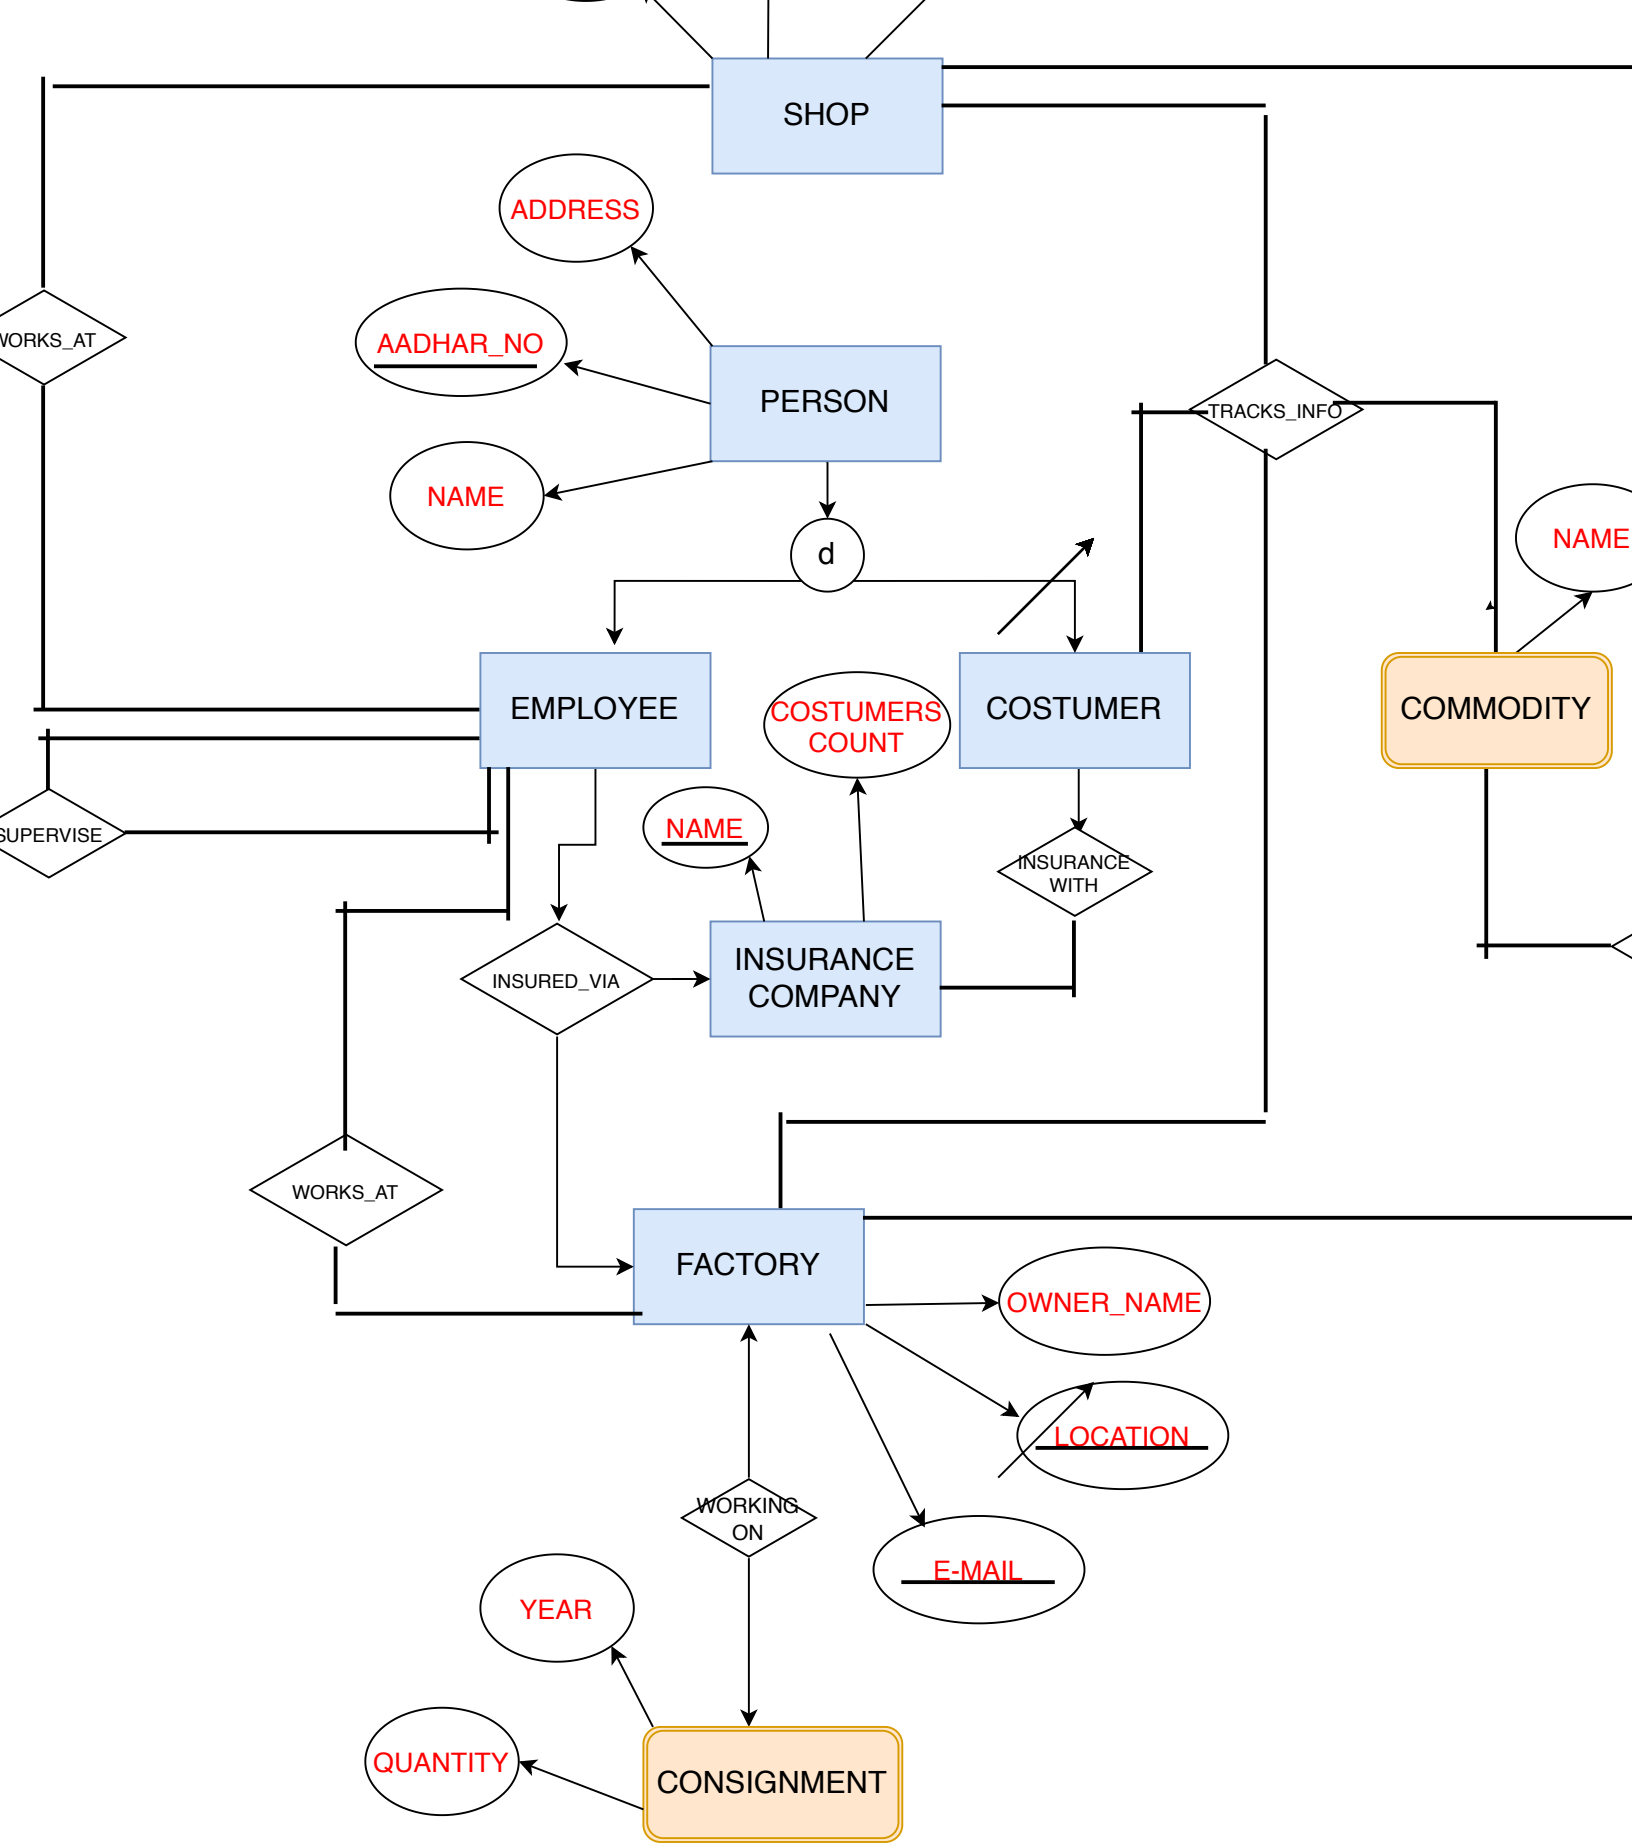 SHOP
ADDRESS
AADHAR_NO
WORKS_AT
PERSON
TRACKS_INFO
NAME
NAME
d
EMPLOYEE
COSTUMERS
COUNT
COSTUMER
COMMODITY
SUPERVISE
NAME
INSURANCE
WITH
INSURANCE
COMPANY
INSURED_VIA
WORKS_AT
FACTORY
OWNER_NAME
LOCATION
WORKING
ON
E-MAIL
YEAR
QUANTITY
CONSIGNMENT